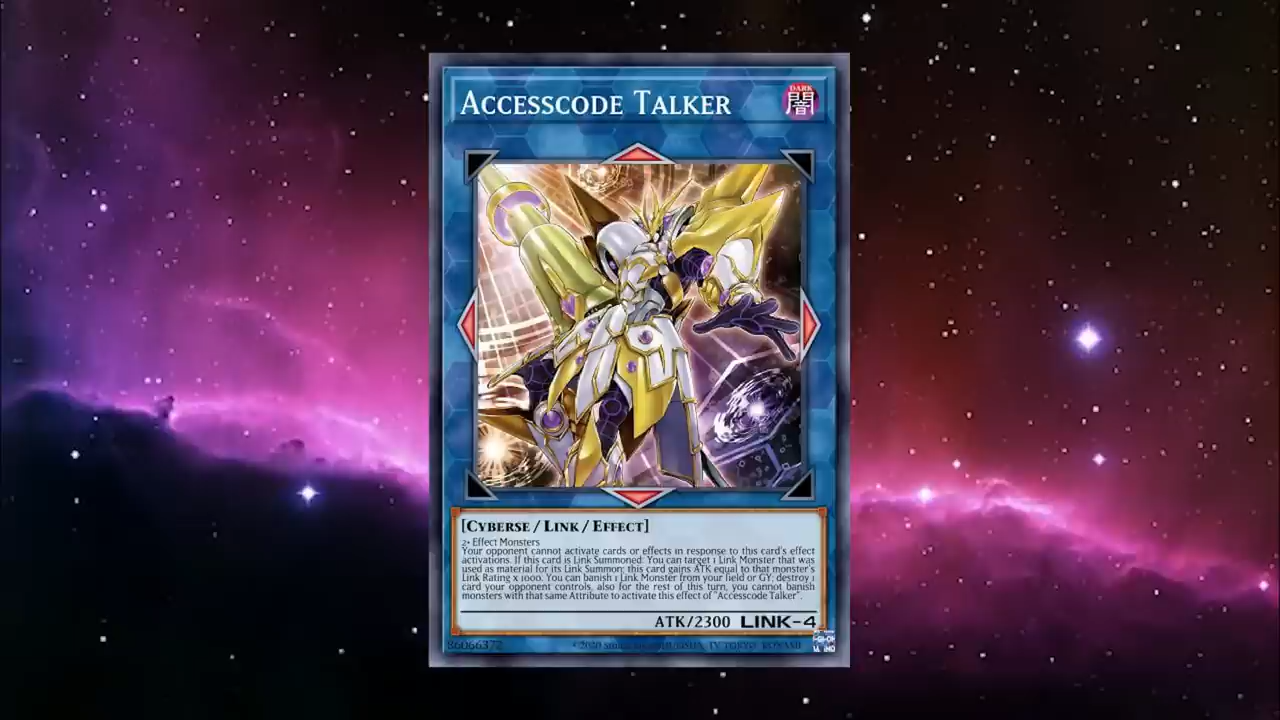 ACCESSCODE TALKER
DARK
闇
[CYBERSE / LINK / EFFECT]
2+ Effect Monsters
Your opponent cannot activate cards or effects in response to this card's effect
activations. If this card is Link Summoned: You can target 1 Link Monster that was
used as material for its Link Summon; this card gains ATK equal to that monster's
Link Rating x 1000. You can banish 1 Link Monster from your field or GY; destroy 1
card your opponent controls, also for the rest of this turn, you cannot banish
monsters with that same Attribute to activate this effect of "Accesscode Talker".
ATK/2300 LINK-4
86066372